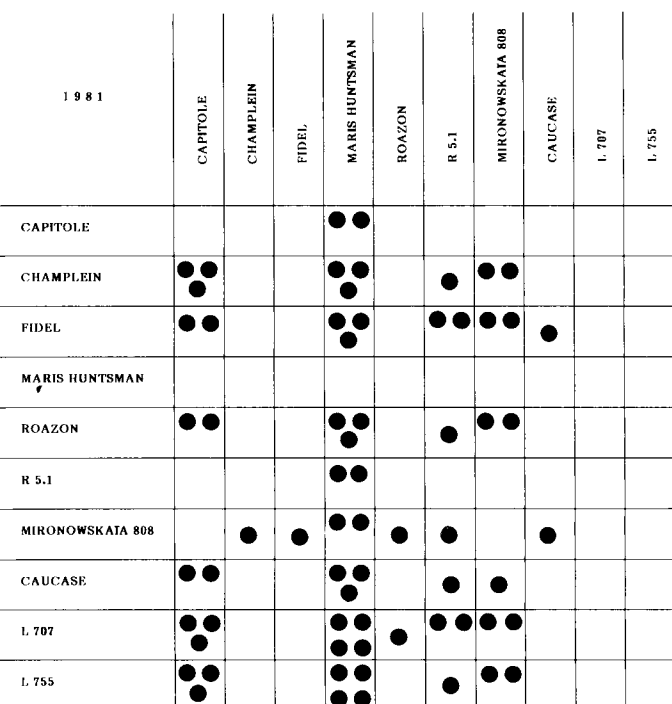 1981
CAPITOLE
CHAMPLEIN
FIDEL
MARIS HUNTSMAN
ROAZON
R 5.1
MIRONOWSKATA 808
CAUCASE
L 707
L 755
CAPITOLE
CHAMPLEIN
FIDEL
MARIS HUNTSMAN
ROAZON
R 5.1
MIRONOWSKATA 808
CAUCASE
L 707
L 755